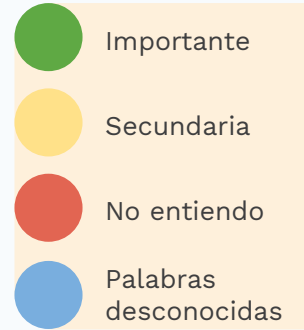 Importante
Secundaria
No entiendo
Palabras
desconocidas